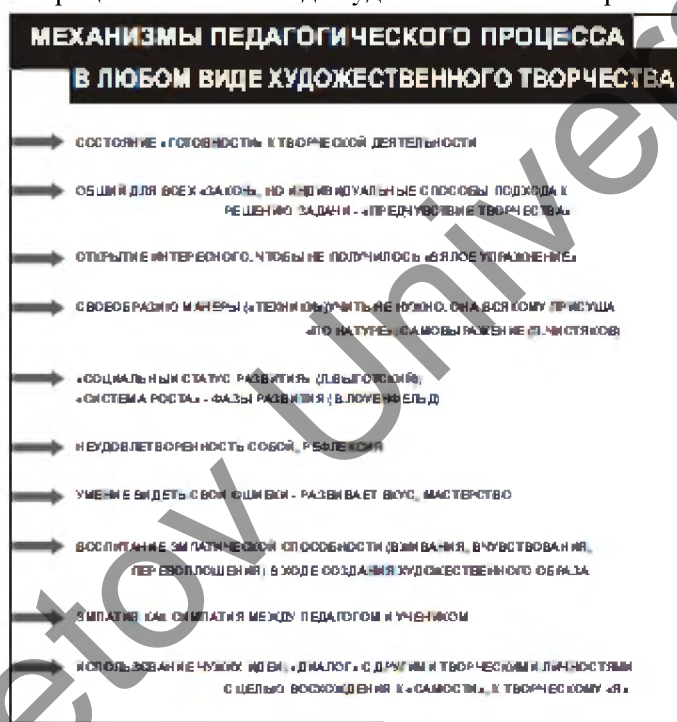 МЕХАНИЗМЫ ПЕДАГОГИЧЕСКОГО ПРОЦЕССА
В ЛЮБОМ ВИДЕ ХУДОЖЕСТВЕННОГО ТВОРЧЕСТВА
СОСТОЯНИЕ «ГОТОВНОСТИ» К ТВОРЧЕСКОЙ ДЕЯТЕЛЬНОСТИ
ОБЩИЙ ДЛЯ ВСЕХ «ЗАКОН», НО ИНДИВИДУАЛЬНЫЕ СПОСОБЫ ПОДХОДА К
РЕШЕНИЮ ЗАДАЧИ - «ПРЕДЧУВСТВИЕ ТВОРЧЕСТВА»
ОТКРЫТИЕ ИНТЕРЕСНОГО, ЧТОБЫ НЕ ПОЛУЧИЛОСЬ «ВЯЛОЕ УПРАЖНЕНИЕ»
СВОЕОБРАЗИЮ МАНЕРЫ («ТЕХНИКОЙ») УЧИТЬ НЕ НУЖНО. ОНА ВСЯКОМУ ПРИСУЩА
«ПО НАТУРЕ», САМОВЫРАЖЕНИЕ (П.ЧИСТЯКОВ)
«СОЦИАЛЬНЫЙ СТАТУС РАЗВИТИЯ» (Л.ВЫГОТСКИЙ),
«СИСТЕМА РОСТА» - ФАЗЫ РАЗВИТИЯ (В.ЛОУЕНФЕЛЬД)
НЕУДОВЛЕТВОРЕННОСТЬ СОБОЙ, РЕФЛЕКСИЯ
УМЕНИЕ ВИДЕТЬ СВОИ ОШИБКИ - РАЗВИВАЕТ ВКУС, МАСТЕРСТВО
ВОСПИТАНИЕ ЭМПАТИЧЕСКОЙ СПОСОБНОСТИ (ВЖИВАНИЯ, ВЧУВСТВОВАНИЯ,
ПЕРЕВОПЛОЩЕНИЯ) В ХОДЕ СОЗДАНИЯ ХУДОЖЕСТВЕННОГО ОБРАЗА
ЭМПАТИЯ КАК СИМПАТИЯ МЕЖДУ ПЕДАГОГОМ И УЧЕНИКОМ
ИСПОЛЬЗОВАНИЕ ЧУЖИХ ИДЕЙ, «ДИАЛОГ» С ДРУГИМИ ТВОРЧЕСКИМИ ЛИЧНОСТЯМИ
С ЦЕЛЬЮ ВОСХОЖДЕНИЯ К «САМОСТИ», К ТВОРЧЕСКОМУ «Я»